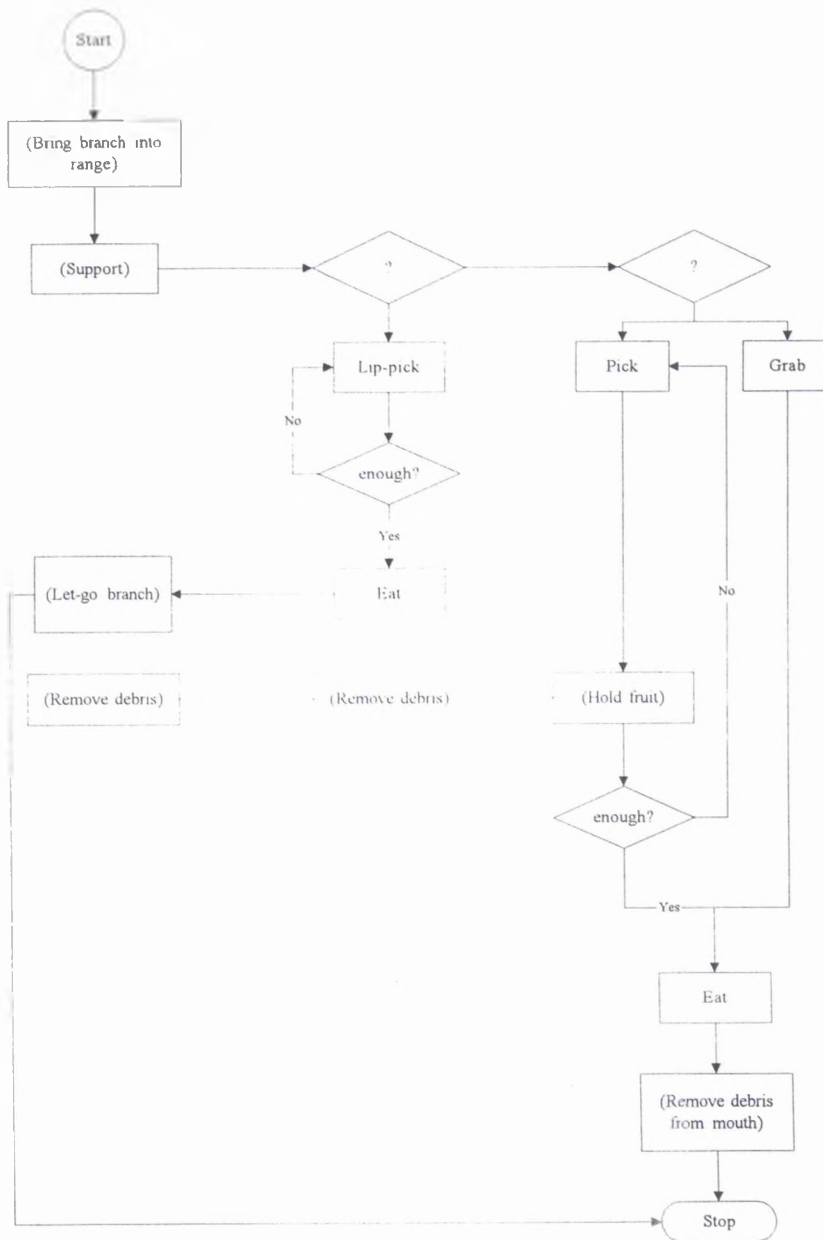 Start
(Bring branch into
range)
(Support)
?
?
Lip-pick
Pick
Grab
No
enough?
Yes
(Let-go branch)
Eat
No
(Remove debris)
(Remove debris)
(Hold fruit)
enough?
Yes
Eat
(Remove debris
from mouth)
Stop